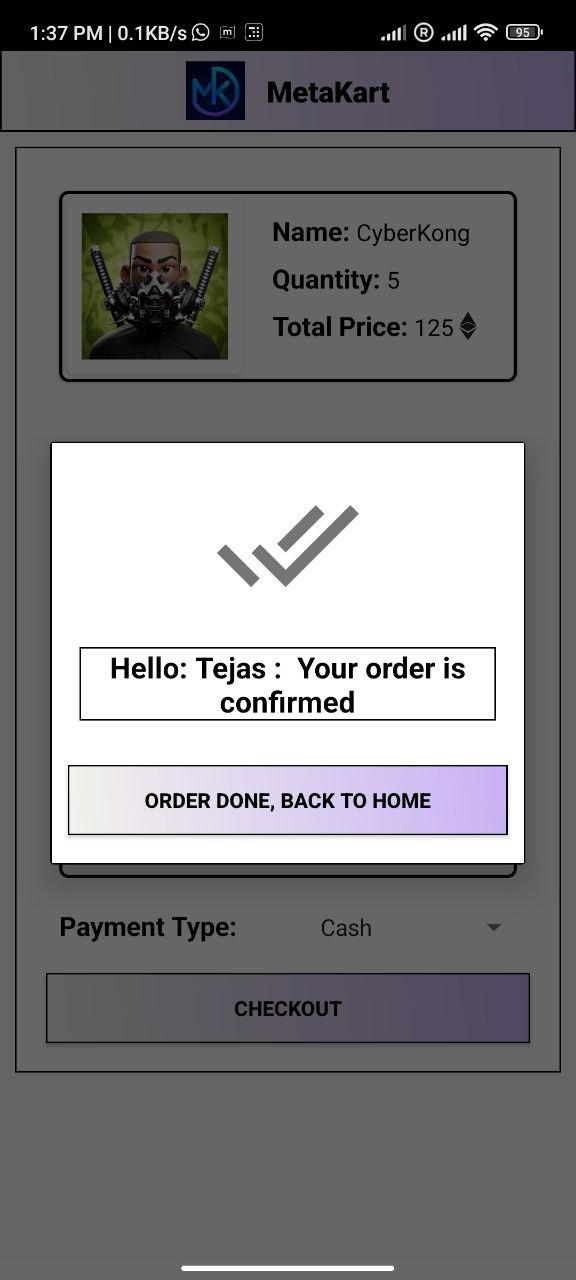 1:37 PM | 0.1KB/s m R 95
MK MetaKart
Name: CyberKong
Quantity: 5
Total Price: 125
Hello: Tejas :  Your order is
confirmed
ORDER DONE, BACK TO HOME
Payment Type: Cash
CHECKOUT